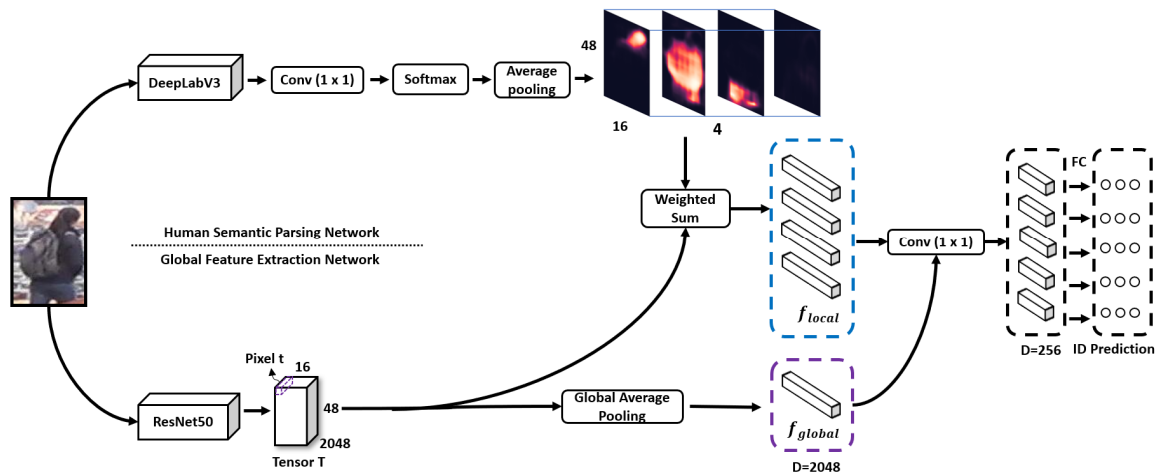 DeepLabV3
Conv (1 x 1)
Softmax
Average
pooling
48
16
4
Human Semantic Parsing Network
Global Feature Extraction Network
Weighted
Sum
f_local
Conv (1 x 1)
FC
D=256
ID Prediction
Pixel t
16
ResNet50
48
2048
Tensor T
Global Average
Pooling
f_global
D=2048